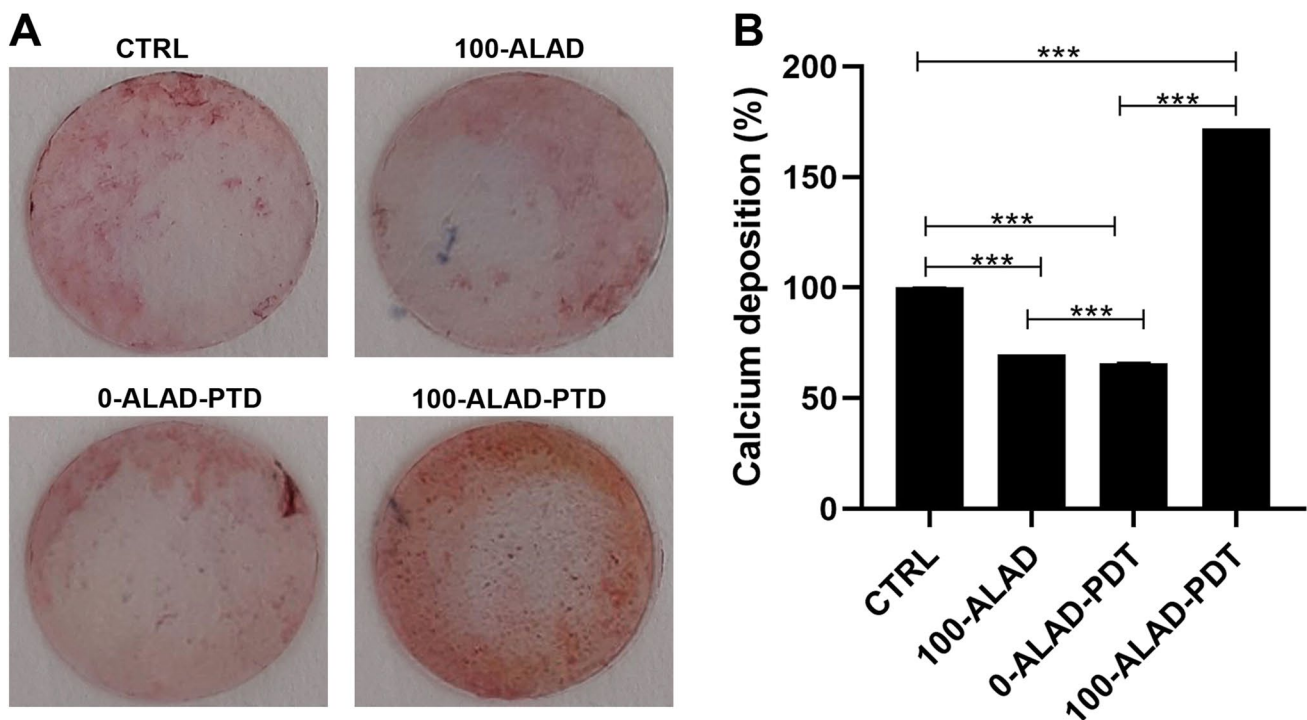 A
CTRL
100-ALAD
0-ALAD-PTD
100-ALAD-PTD
B
Calcium deposition (%)
200
150
100
50
0
***
***
***
***
***
CTRL
100-ALAD
0-ALAD-PDT
100-ALAD-PDT